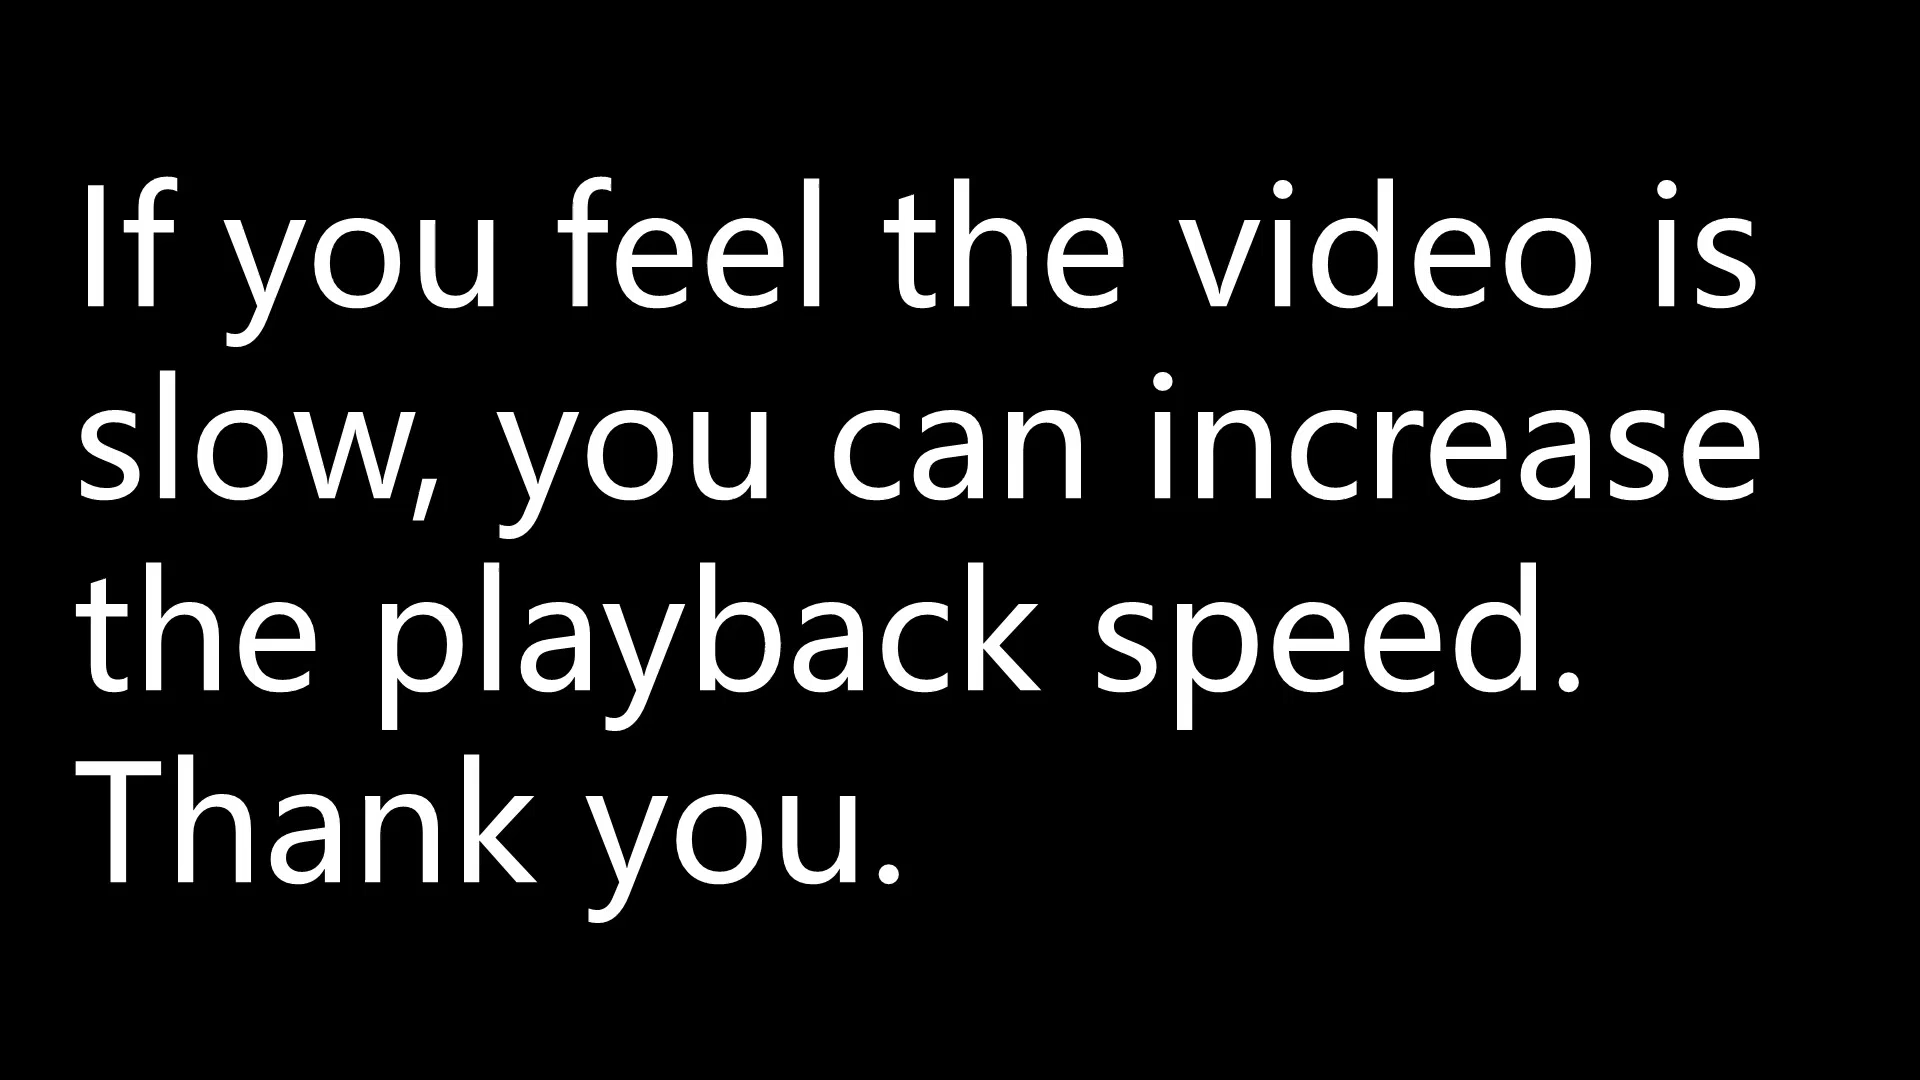 If you feel the video is
slow, you can increase
the playback speed.
Thank you.